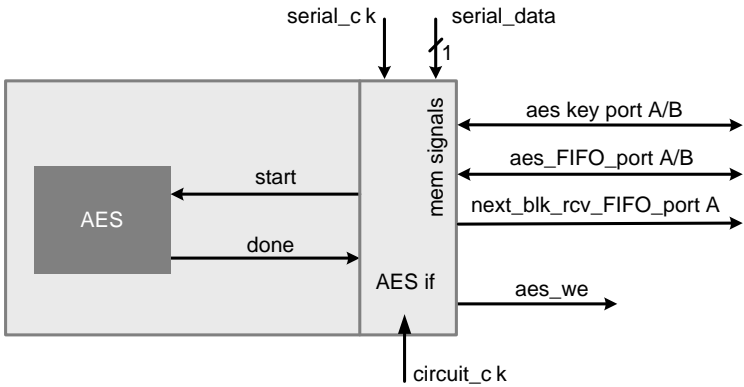 serial_c k serial_data
1
aes key port A/B
mem signals
aes_FIFO_port A/B
start
next_blk_rcv_FIFO_port A
AES
done
AES if
aes_we
circuit_c k